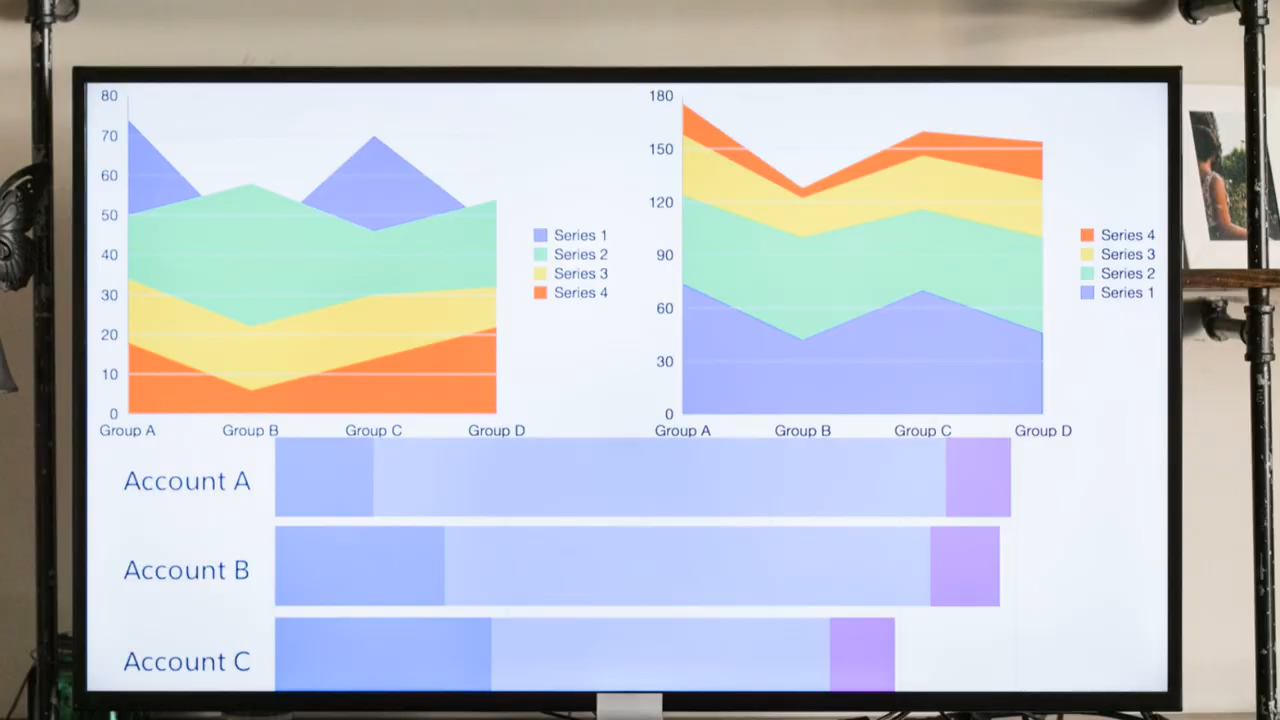 80
70
60
50
40
30
20
10
0
Group A Group B Group C Group D
Series 1
Series 2
Series 3
Series 4
180
150
120
90
60
30
0
Group A Group B Group C Group D
Series 4
Series 3
Series 2
Series 1
Account A
Account B
Account C